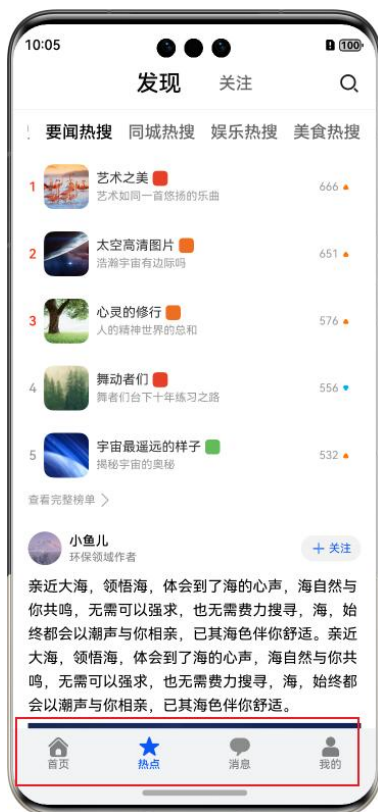 10:05
100
发现 关注
要闻热搜 同城热搜 娱乐热搜 美食热搜
1 艺术之美 666
艺术如同一首悠扬的乐曲
2 太空高清图片 651
浩瀚宇宙有边际吗
3 心灵的修行 576
人的精神世界的总和
4 舞动者们 556
舞者们台下十年练习之路
5 宇宙最遥远的样子 532
揭秘宇宙的奥秘
查看完整榜单 >
小鱼儿
环保领域作者
+ 关注
亲近大海，领悟海，体会到了海的心声，海自然与
你共鸣，无需可以强求，也无需费力搜寻，海，始
终都会以潮声与你相亲，已其海色伴你舒适。亲近
大海，领悟海，体会到了海的心声，海自然与你共
鸣，无需可以强求，也无需费力搜寻，海，始终都
会以潮声与你相亲，已其海色伴你舒适。
首页 热点 消息 我的